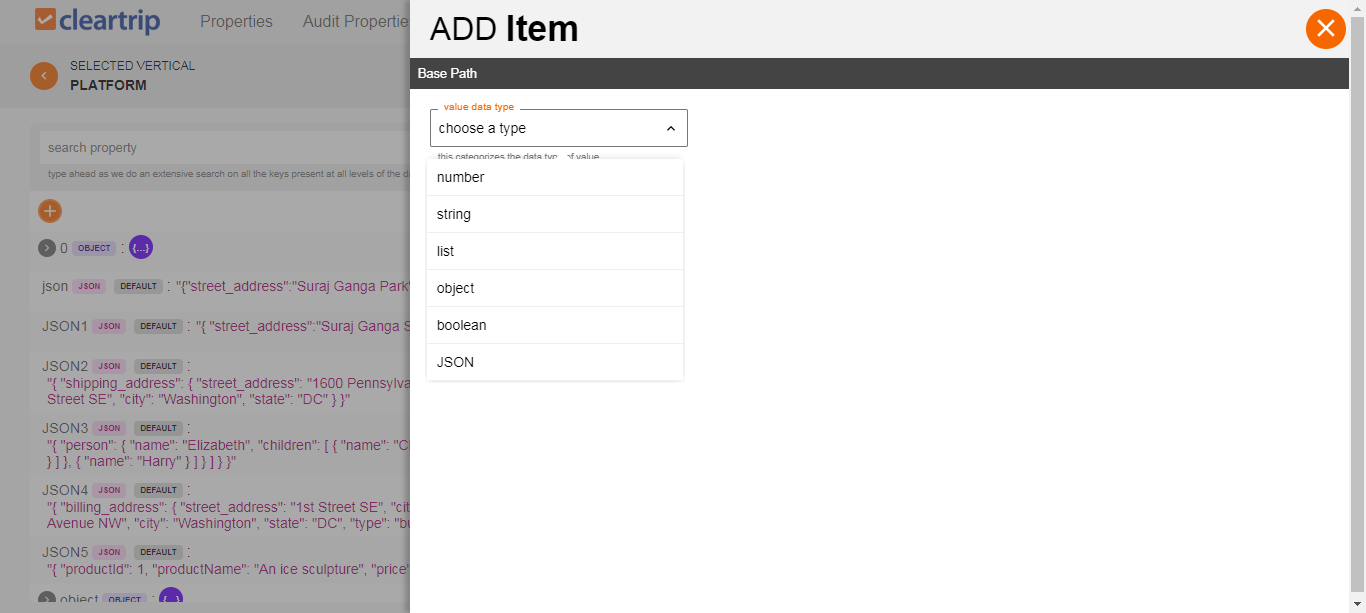 cleartrip Properties Audit Propertie
SELECTED VERTICAL
PLATFORM
search property
type ahead as we do an extensive search on all the keys present at all levels of the d
0 OBJECT : {...}
json JSON DEFAULT : "{"street_address":"Suraj Ganga Park"
JSON1 JSON DEFAULT : "{ "street_address":"Suraj Ganga S
JSON2 JSON DEFAULT :
"{ "shipping_address": { "street_address": "1600 Pennsylva
Street SE", "city": "Washington", "state": "DC" } }"
JSON3 JSON DEFAULT :
"{ "person": { "name": "Elizabeth", "children": [ { "name": "C
} ] }, { "name": "Harry" } ] } ] } }"
JSON4 JSON DEFAULT :
"{ "billing_address": { "street_address": "1st Street SE", "cit
Avenue NW", "city": "Washington", "state": "DC", "type": "bu
JSON5 JSON DEFAULT :
"{ "productId": 1, "productName": "An ice sculpture", "price"
object OBJECT : {...}
ADD Item
Base Path
value data type
choose a type
this categorizes the data type of value
number
string
list
object
boolean
JSON